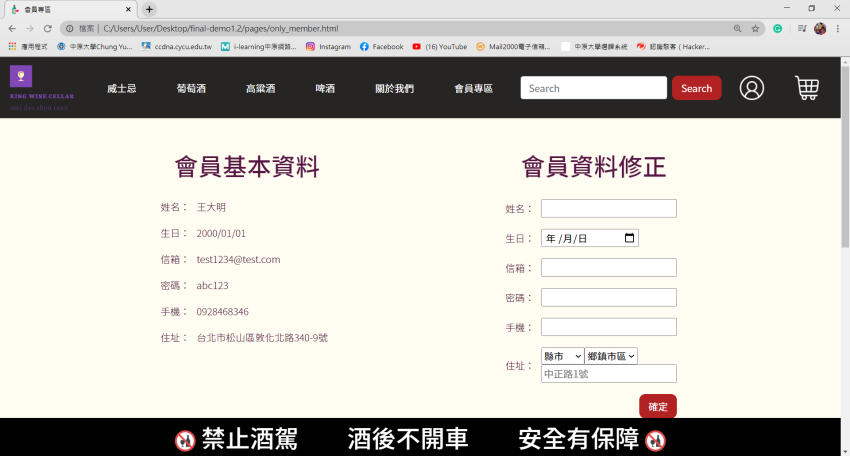 會員專區
檔案 | C:/Users/User/Desktop/final-demo1.2/pages/only_member.html
應用程式 中原大學Chung Yu... ccdna.cycu.edu.tw i-learning中原網路... Instagram Facebook (16) YouTube Mail2000電子信箱... 中原大學選課系統 認識駭客 ( Hacker...
KING WINE CELLAR
威士忌 葡萄酒 高粱酒 啤酒 關於我們 會員專區 Search Search
會員基本資料
姓名： 王大明
生日： 2000/01/01
信箱： test1234@test.com
密碼： abc123
手機： 0928468346
住址： 台北市松山區敦化北路340-9號
會員資料修正
姓名：
生日： 年 /月/日
信箱：
密碼：
手機：
住址： 縣市 鄉鎮市區
中正路1號
確定
禁止酒駕 酒後不開車 安全有保障